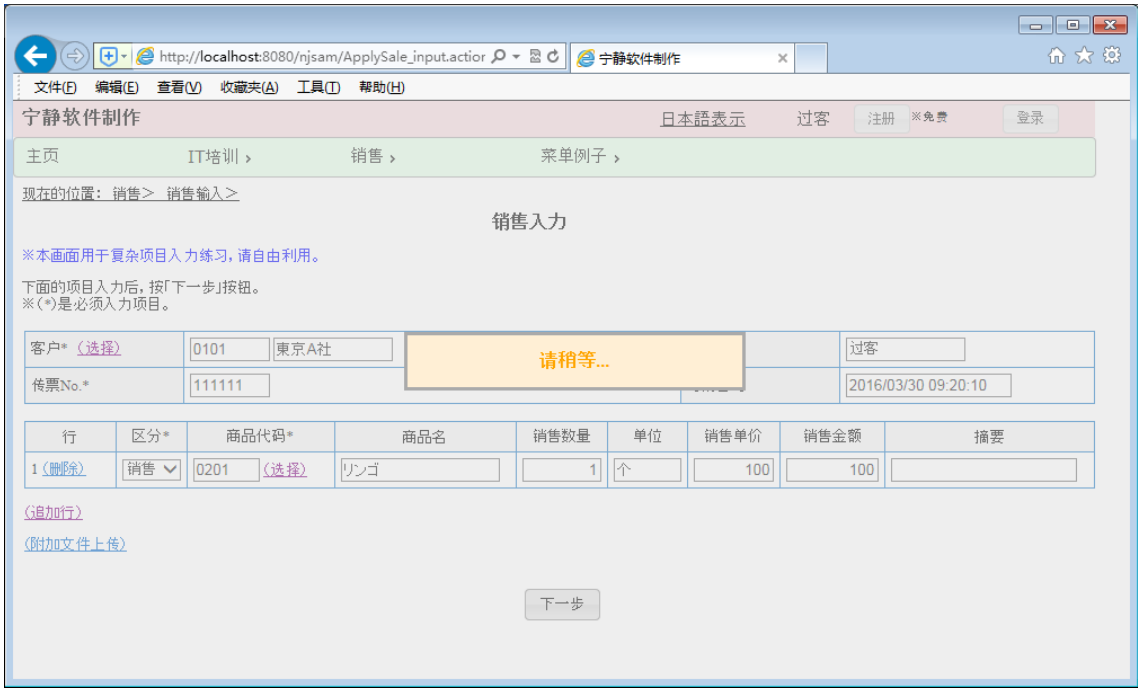 http://localhost:8080/njsam/ApplySale_input.action 宁静软件制作
文件(F) 编辑(E) 查看(V) 收藏夹(A) 工具(T) 帮助(H)
宁静软件制作 日本語表示 过客 注册 ※免费 登录
主页 IT培训 › 销售 › 菜单例子 ›
现在的位置：销售＞ 销售输入＞
销售入力
※本画面用于复杂项目入力练习，请自由利用。
下面的项目入力后，按「下一步」按钮。
※(*)是必须入力项目。
客户* (选择) 0101 東京A社 过客
请稍等...
传票No.* 111111 2016/03/30 09:20:10
行 区分* 商品代码* 商品名 销售数量 单位 销售单价 销售金额 摘要
1 (删除) 销售 0201 (选择) リンゴ 1 个 100 100
(追加行)
(附加文件上传)
下一步